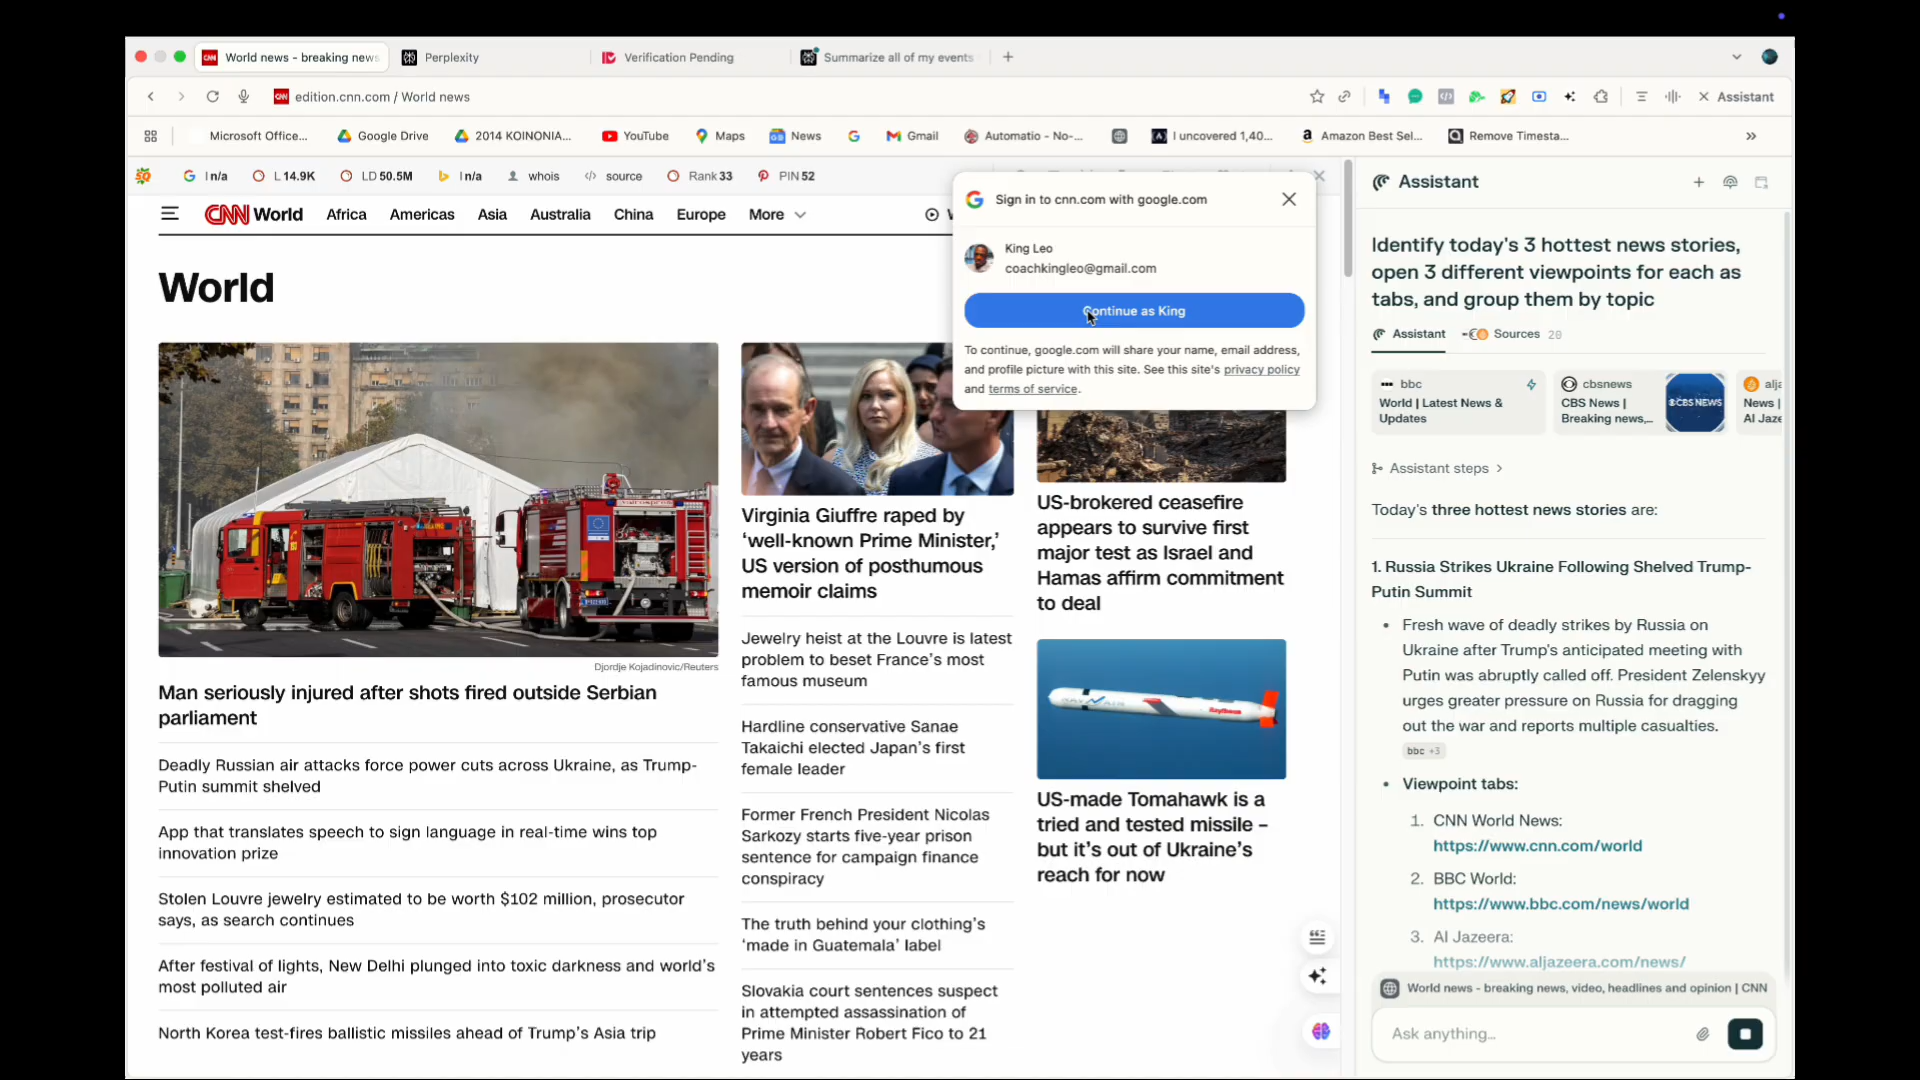 World news - breaking news
Perplexity
Verification Pending
Summarize all of my events
edition.cnn.com / World news
Assistant
Microsoft Office...
Google Drive
2014 KOINONIA...
YouTube
Maps
News
Gmail
Automatio - No-...
I uncovered 1,40...
Amazon Best Sel...
Remove Timesta...
I n/a
L 14.9K
LD 50.5M
I n/a
whois
source
Rank 33
PIN 52
CNN World
Africa
Americas
Asia
Australia
China
Europe
More
World
Djordje Kojadinovic/Reuters
Man seriously injured after shots fired outside Serbian
parliament
Deadly Russian air attacks force power cuts across Ukraine, as Trump-
Putin summit shelved
App that translates speech to sign language in real-time wins top
innovation prize
Stolen Louvre jewelry estimated to be worth $102 million, prosecutor
says, as search continues
After festival of lights, New Delhi plunged into toxic darkness and world's
most polluted air
North Korea test-fires ballistic missiles ahead of Trump's Asia trip
Virginia Giuffre raped by
'well-known Prime Minister,'
US version of posthumous
memoir claims
Jewelry heist at the Louvre is latest
problem to beset France's most
famous museum
Hardline conservative Sanae
Takaichi elected Japan's first
female leader
Former French President Nicolas
Sarkozy starts five-year prison
sentence for campaign finance
conspiracy
The truth behind your clothing's
'made in Guatemala' label
Slovakia court sentences suspect
in attempted assassination of
Prime Minister Robert Fico to 21
years
Sign in to cnn.com with google.com
King Leo
coachkingleo@gmail.com
Continue as King
To continue, google.com will share your name, email address,
and profile picture with this site. See this site's privacy policy
and terms of service.
US-brokered ceasefire
appears to survive first
major test as Israel and
Hamas affirm commitment
to deal
Raytheon
US-made Tomahawk is a
tried and tested missile –
but it's out of Ukraine's
reach for now
Assistant
Identify today's 3 hottest news stories,
open 3 different viewpoints for each as
tabs, and group them by topic
Assistant
Sources 20
bbc
World | Latest News &
Updates
cbsnews
CBS News |
Breaking news,...
CBS NEWS
alja
News |
Al Jaze
Assistant steps
Today's three hottest news stories are:
1. Russia Strikes Ukraine Following Shelved Trump-
Putin Summit
• Fresh wave of deadly strikes by Russia on
Ukraine after Trump's anticipated meeting with
Putin was abruptly called off. President Zelenskyy
urges greater pressure on Russia for dragging
out the war and reports multiple casualties.
bbc +3
• Viewpoint tabs:
1. CNN World News:
https://www.cnn.com/world
2. BBC World:
https://www.bbc.com/news/world
3. Al Jazeera:
https://www.aljazeera.com/news/
World news - breaking news, video, headlines and opinion | CNN
Ask anything...